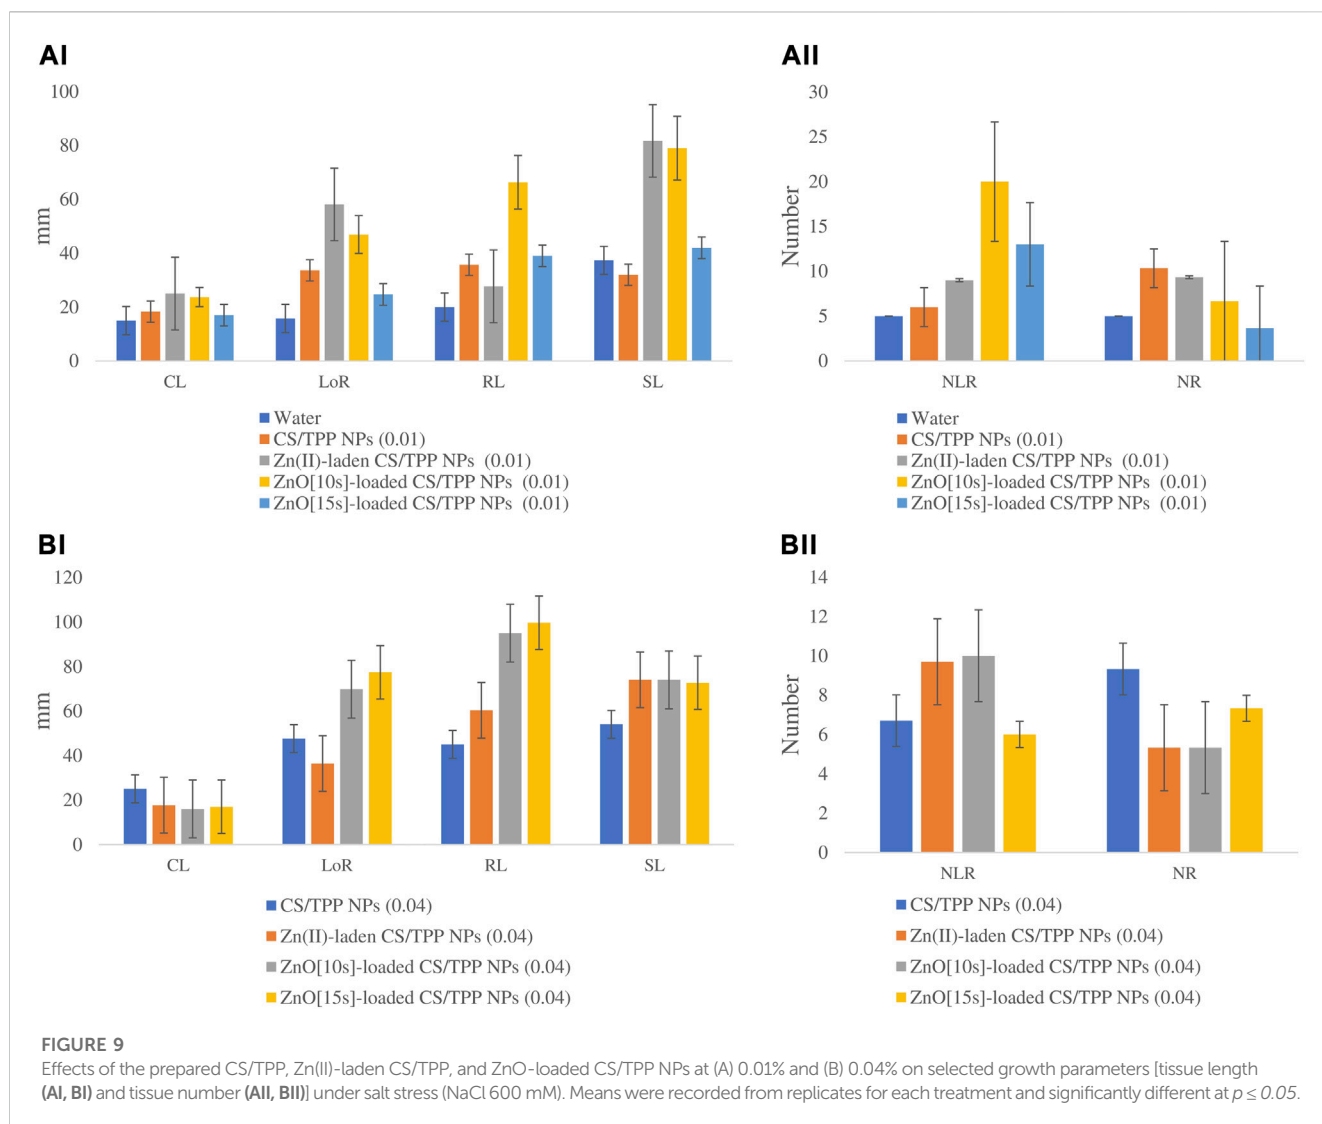 AI
100
80
60
40
20
0
mm
CL LoR RL SL
Water
CS/TPP NPs (0.01)
Zn(II)-laden CS/TPP NPs (0.01)
ZnO[10s]-loaded CS/TPP NPs (0.01)
ZnO[15s]-loaded CS/TPP NPs (0.01)
AII
30
25
20
15
10
5
0
Number
NLR NR
Water
CS/TPP NPs (0.01)
Zn(II)-laden CS/TPP NPs (0.01)
ZnO[10s]-loaded CS/TPP NPs (0.01)
ZnO[15s]-loaded CS/TPP NPs (0.01)
BI
120
100
80
60
40
20
0
mm
CL LoR RL SL
CS/TPP NPs (0.04)
Zn(II)-laden CS/TPP NPs (0.04)
ZnO[10s]-loaded CS/TPP NPs (0.04)
ZnO[15s]-loaded CS/TPP NPs (0.04)
BII
14
12
10
8
6
4
2
0
Number
NLR NR
CS/TPP NPs (0.04)
Zn(II)-laden CS/TPP NPs (0.04)
ZnO[10s]-loaded CS/TPP NPs (0.04)
ZnO[15s]-loaded CS/TPP NPs (0.04)
FIGURE 9
Effects of the prepared CS/TPP, Zn(II)-laden CS/TPP, and ZnO-loaded CS/TPP NPs at (A) 0.01% and (B) 0.04% on selected growth parameters [tissue length
(AI, BI) and tissue number (AII, BII)] under salt stress (NaCl 600 mM). Means were recorded from replicates for each treatment and significantly different at p ≤ 0.05.